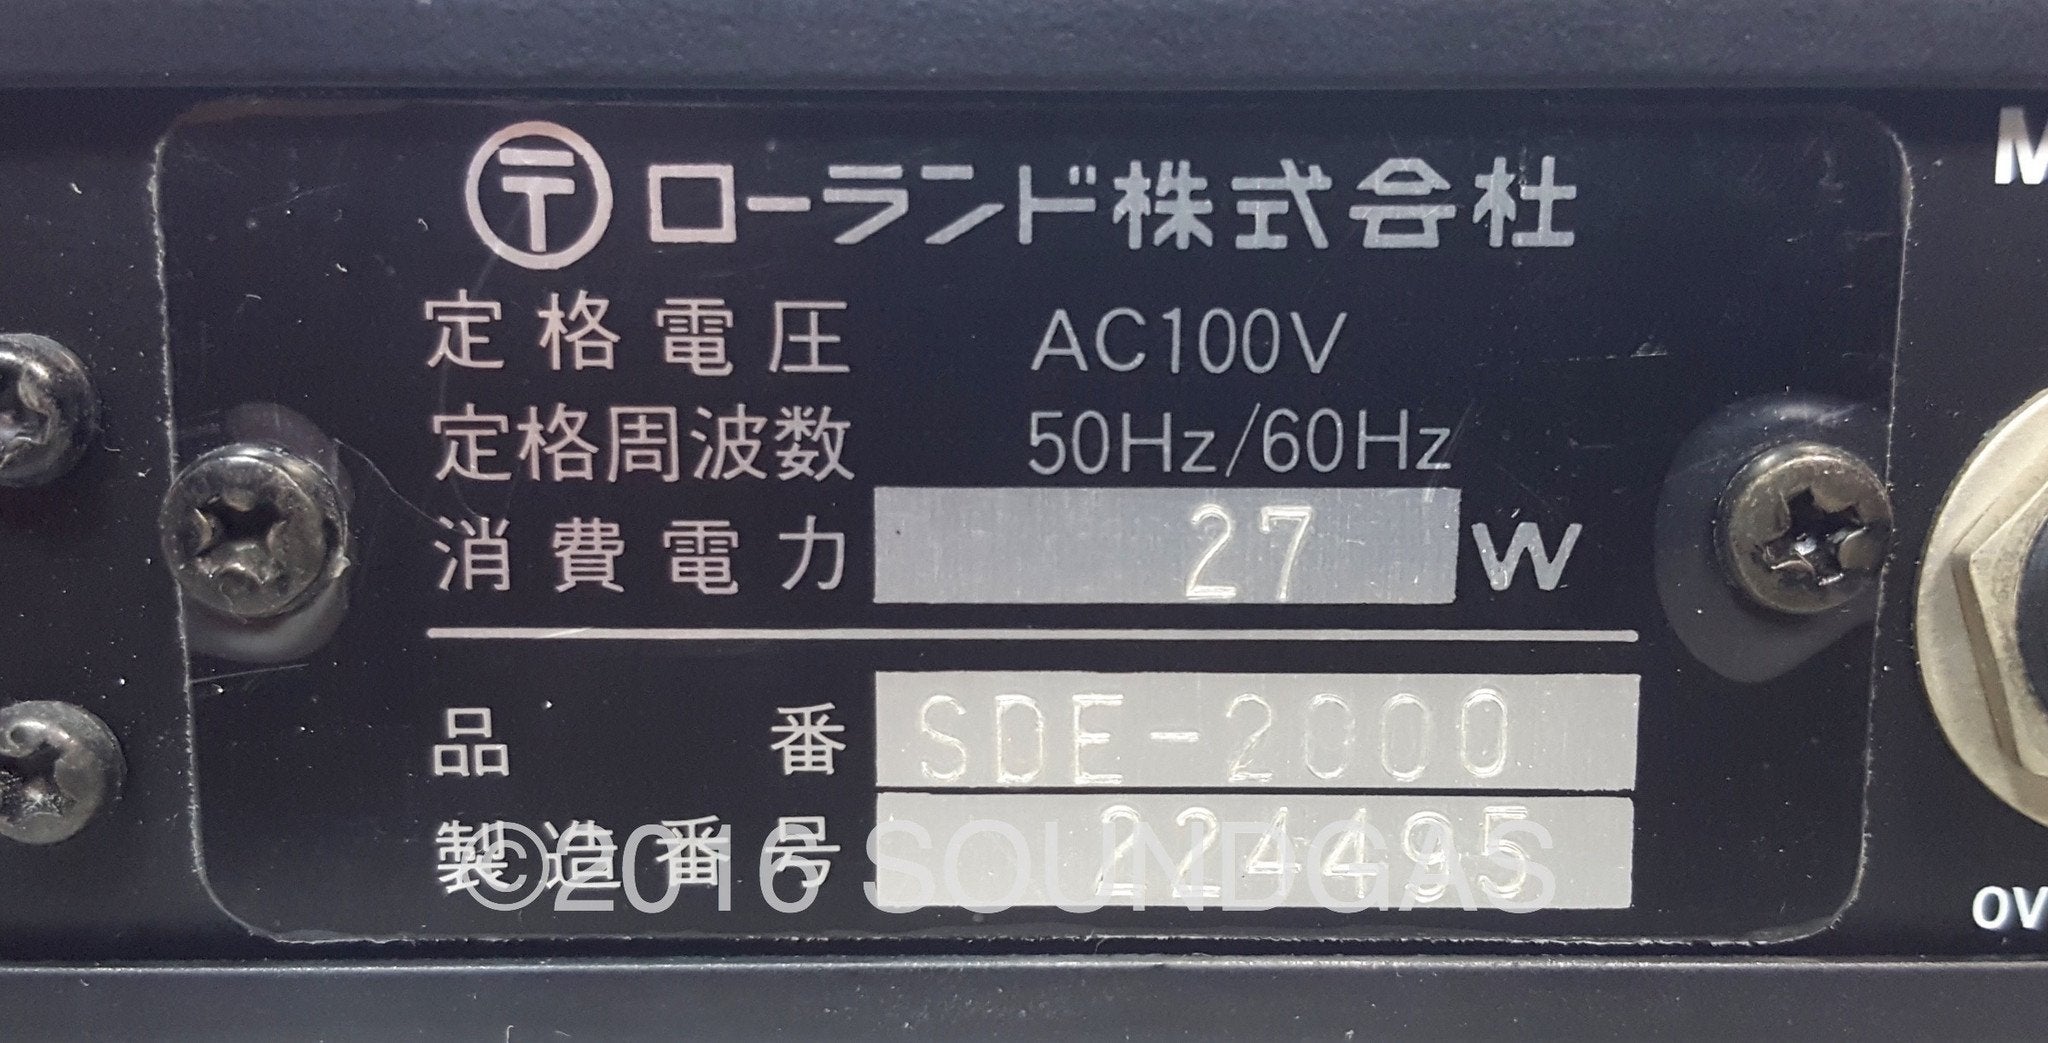 〒 ローランド株式会社
定格電圧 AC100V
定格周波数 50Hz/60Hz
消費電力 27 W
品番 SDE-2000
製造番号 224495
©2016 SOUNDGAS
M
OV